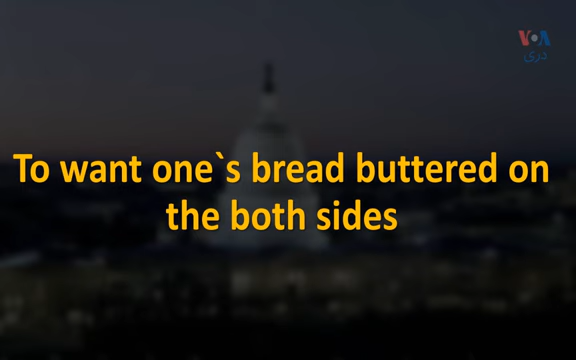 VOA
دری
To want one`s bread buttered on
the both sides